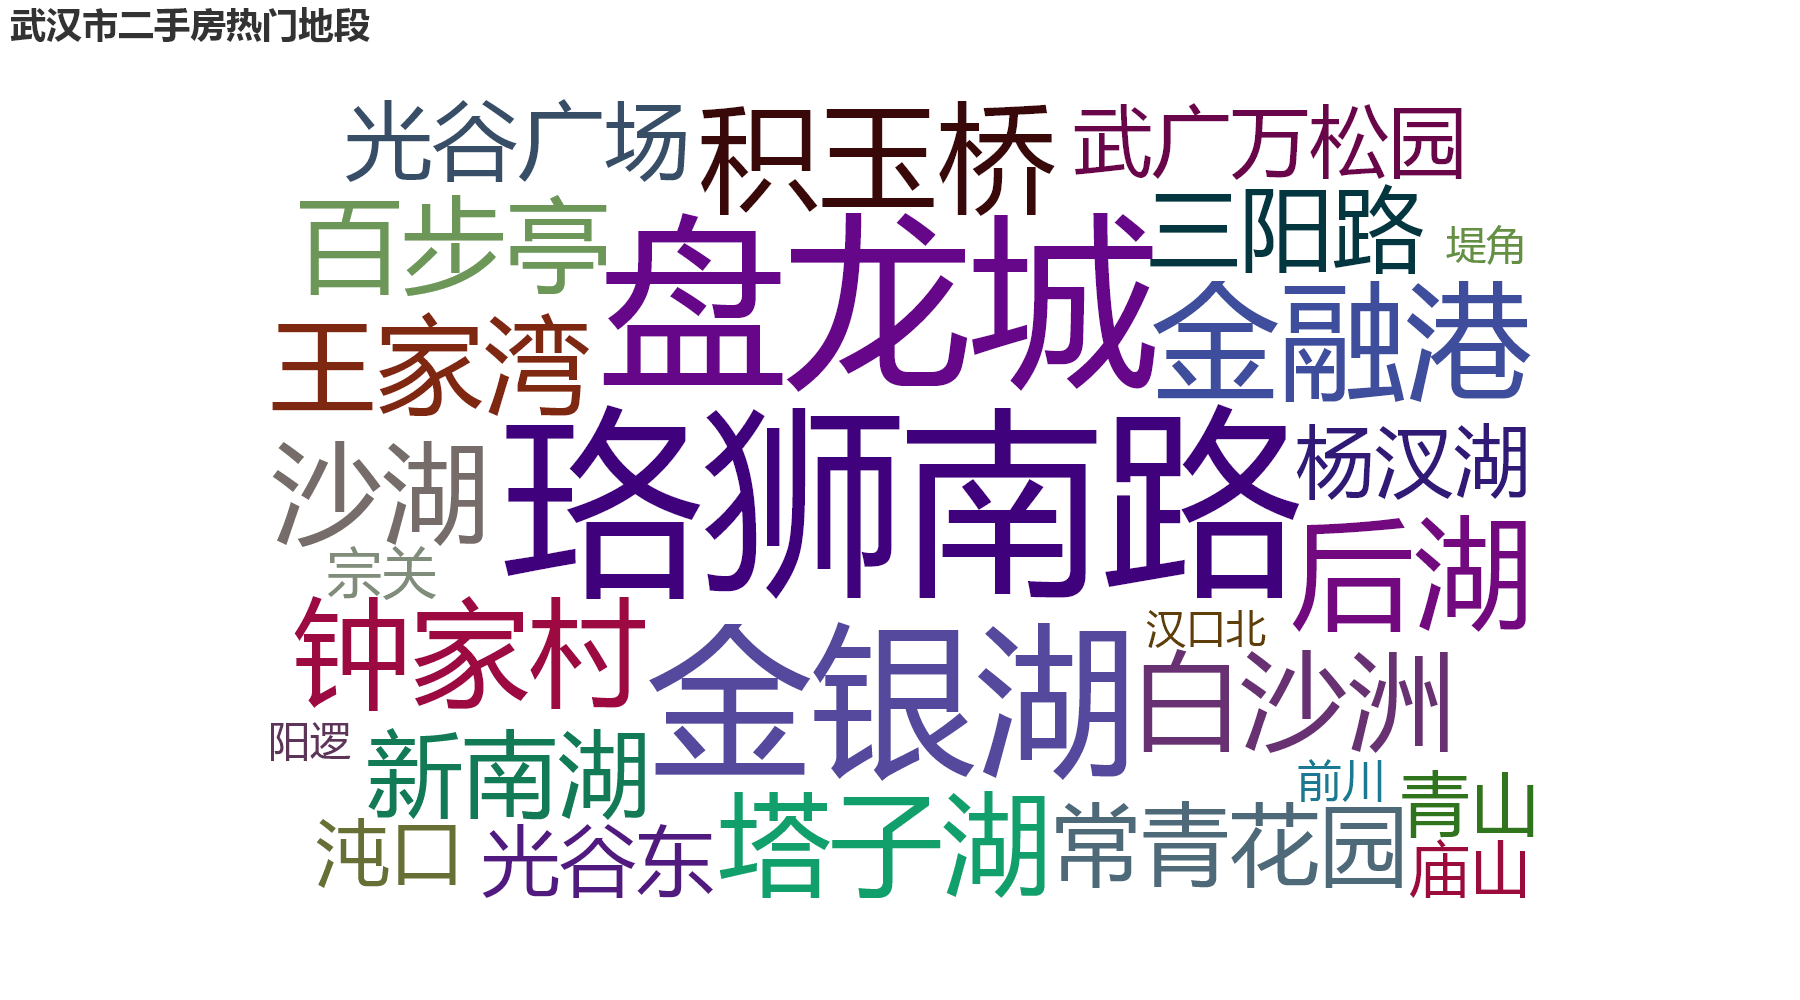 武汉市二手房热门地段
光谷广场
积玉桥
武广万松园
百步亭
盘龙城
三阳路
堤角
王家湾
金融港
沙湖
珞狮南路
杨汊湖
宗关
后湖
钟家村
金银湖
汉口北
白沙洲
阳逻
新南湖
前川
青山
沌口
光谷东
塔子湖
常青花园
庙山